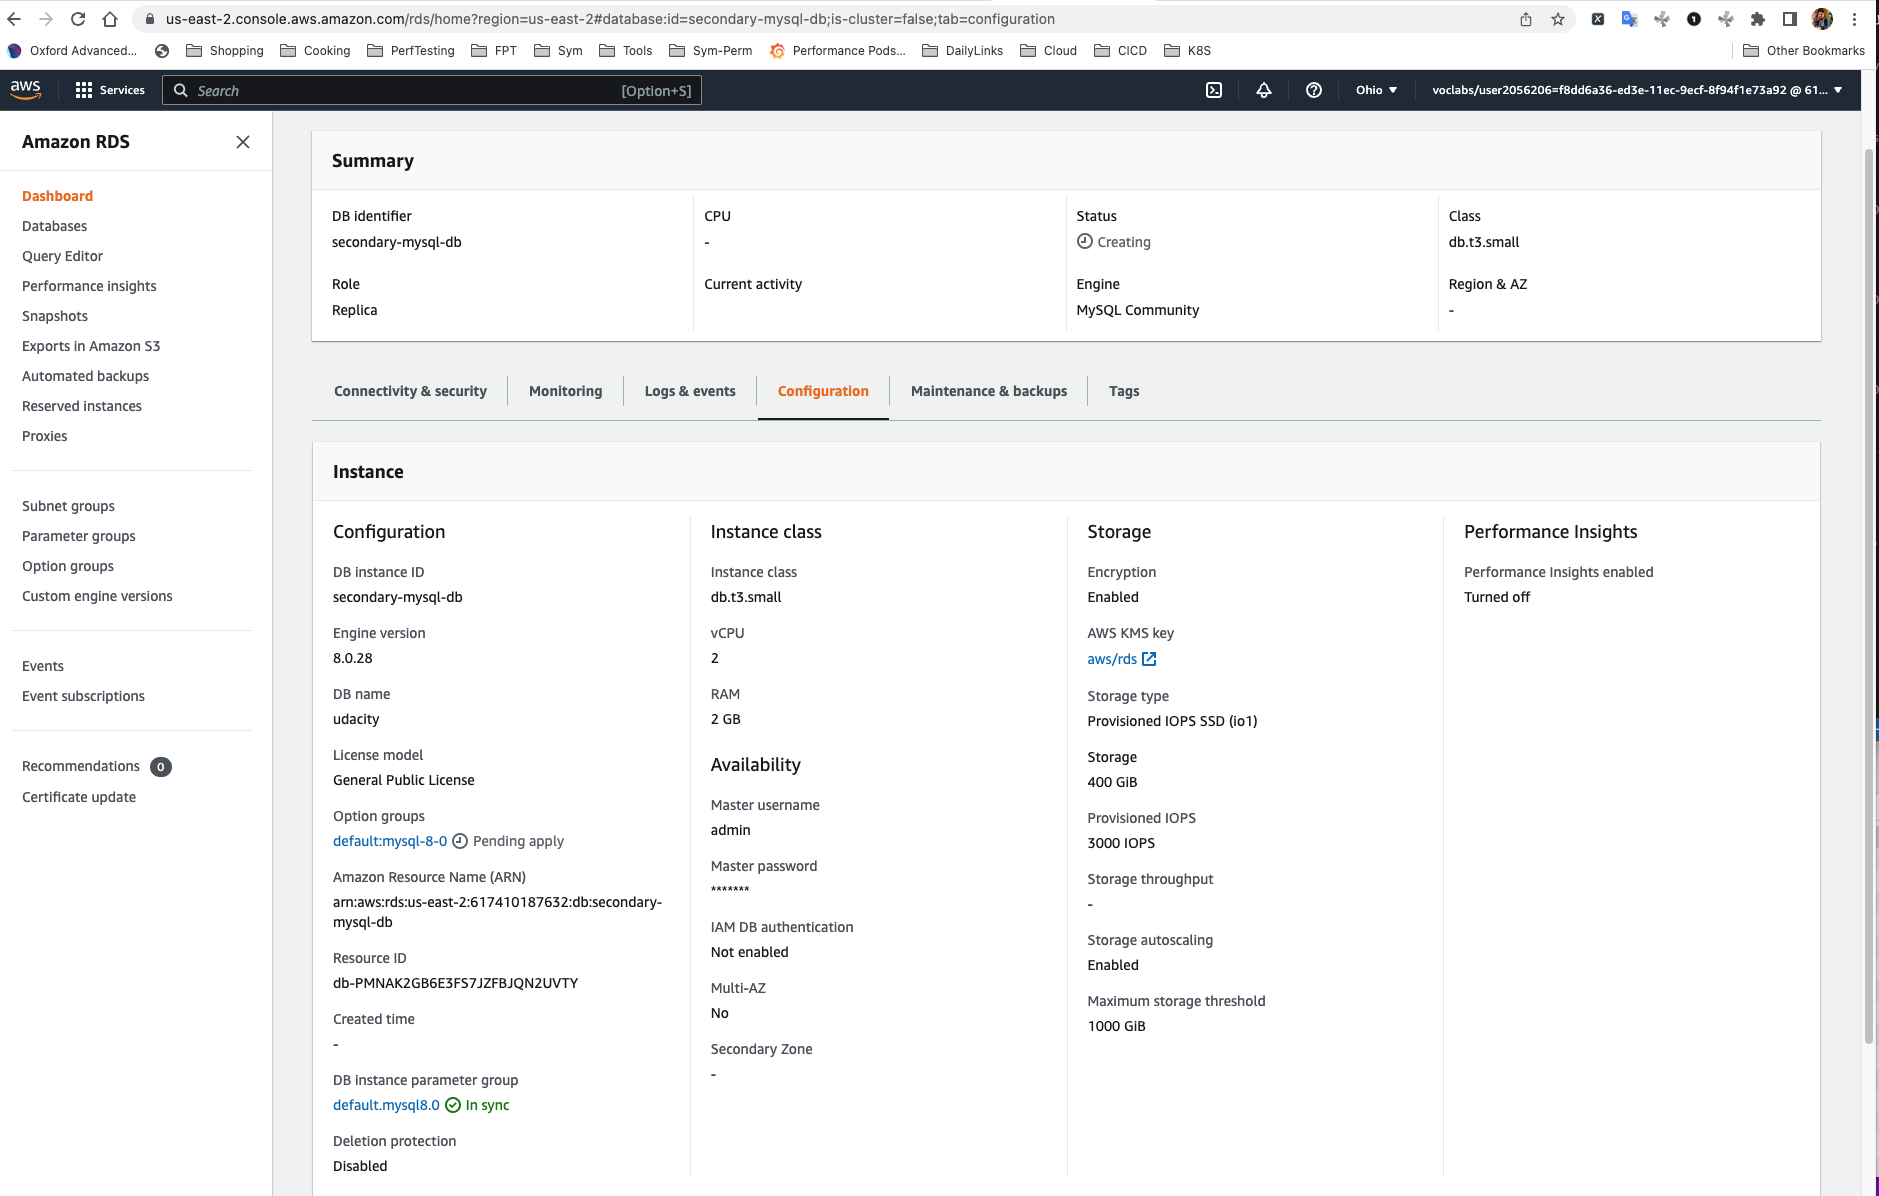 us-east-2.console.aws.amazon.com/rds/home?region=us-east-2#database:id=secondary-mysql-db;is-cluster=false;tab=configuration
Oxford Advanced... Shopping Cooking PerfTesting FPT Sym Tools Sym-Perm Performance Pods... DailyLinks Cloud CICD K8S Other Bookmarks
aws Services Search [Option+S] Ohio voclabs/user2056206=f8dd6a36-ed3e-11ec-9ecf-8f94f1e73a92 @ 61...
Amazon RDS
Dashboard
Databases
Query Editor
Performance insights
Snapshots
Exports in Amazon S3
Automated backups
Reserved instances
Proxies
Subnet groups
Parameter groups
Option groups
Custom engine versions
Events
Event subscriptions
Recommendations 0
Certificate update
Summary
DB identifier
secondary-mysql-db
CPU
-
Status
Creating
Class
db.t3.small
Role
Replica
Current activity
Engine
MySQL Community
Region & AZ
-
Connectivity & security Monitoring Logs & events Configuration Maintenance & backups Tags
Instance
Configuration
DB instance ID
secondary-mysql-db
Engine version
8.0.28
DB name
udacity
License model
General Public License
Option groups
default:mysql-8-0 Pending apply
Amazon Resource Name (ARN)
arn:aws:rds:us-east-2:617410187632:db:secondary-
mysql-db
Resource ID
db-PMNAK2GB6E3FS7JZFBJQN2UVTY
Created time
-
DB instance parameter group
default.mysql8.0 In sync
Deletion protection
Disabled
Instance class
Instance class
db.t3.small
vCPU
2
RAM
2 GB
Availability
Master username
admin
Master password
*******
IAM DB authentication
Not enabled
Multi-AZ
No
Secondary Zone
-
Storage
Encryption
Enabled
AWS KMS key
aws/rds
Storage type
Provisioned IOPS SSD (io1)
Storage
400 GiB
Provisioned IOPS
3000 IOPS
Storage throughput
-
Storage autoscaling
Enabled
Maximum storage threshold
1000 GiB
Performance Insights
Performance Insights enabled
Turned off